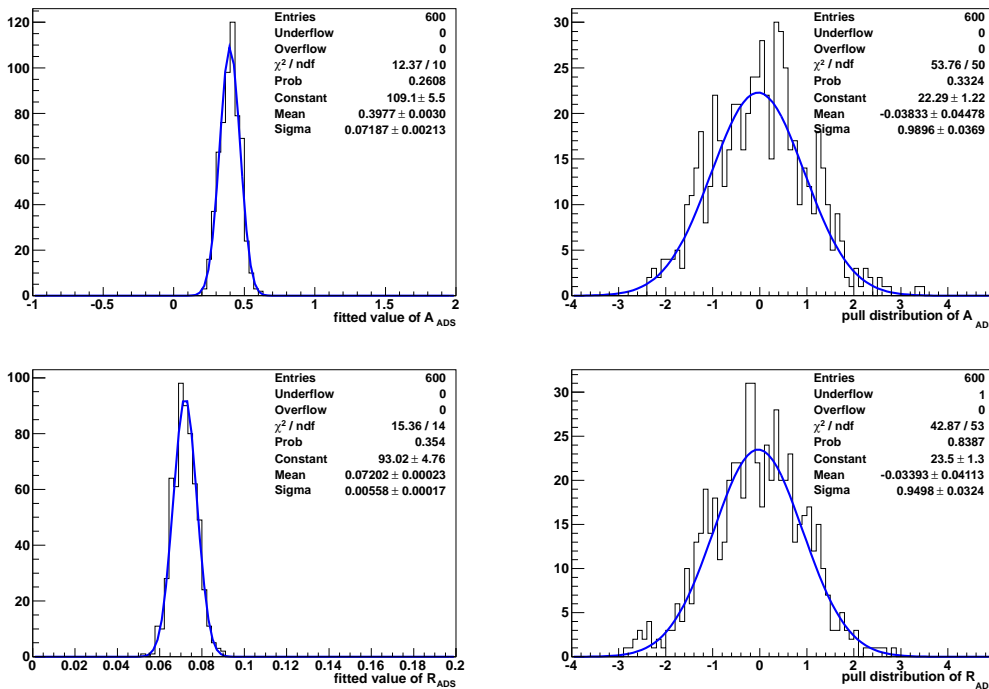 Entries 600
Underflow 0
Overflow 0
χ² / ndf 12.37 / 10
Prob 0.2608
Constant 109.1 ± 5.5
Mean 0.3977 ± 0.0030
Sigma 0.07187 ± 0.00213
120
100
80
60
40
20
0
-1 -0.5 0 0.5 1 1.5 2
fitted value of A ADS
Entries 600
Underflow 0
Overflow 0
χ² / ndf 53.76 / 50
Prob 0.3324
Constant 22.29 ± 1.22
Mean -0.03833 ± 0.04478
Sigma 0.9896 ± 0.0369
30
25
20
15
10
5
0
-4 -3 -2 -1 0 1 2 3 4
pull distribution of A AD
Entries 600
Underflow 0
Overflow 0
χ² / ndf 15.36 / 14
Prob 0.354
Constant 93.02 ± 4.76
Mean 0.07202 ± 0.00023
Sigma 0.00558 ± 0.00017
100
80
60
40
20
0
0 0.02 0.04 0.06 0.08 0.1 0.12 0.14 0.16 0.18 0.2
fitted value of R ADS
Entries 600
Underflow 1
Overflow 0
χ² / ndf 42.87 / 53
Prob 0.8387
Constant 23.5 ± 1.3
Mean -0.03393 ± 0.04113
Sigma 0.9498 ± 0.0324
30
25
20
15
10
5
0
-4 -3 -2 -1 0 1 2 3 4
pull distribution of R AD